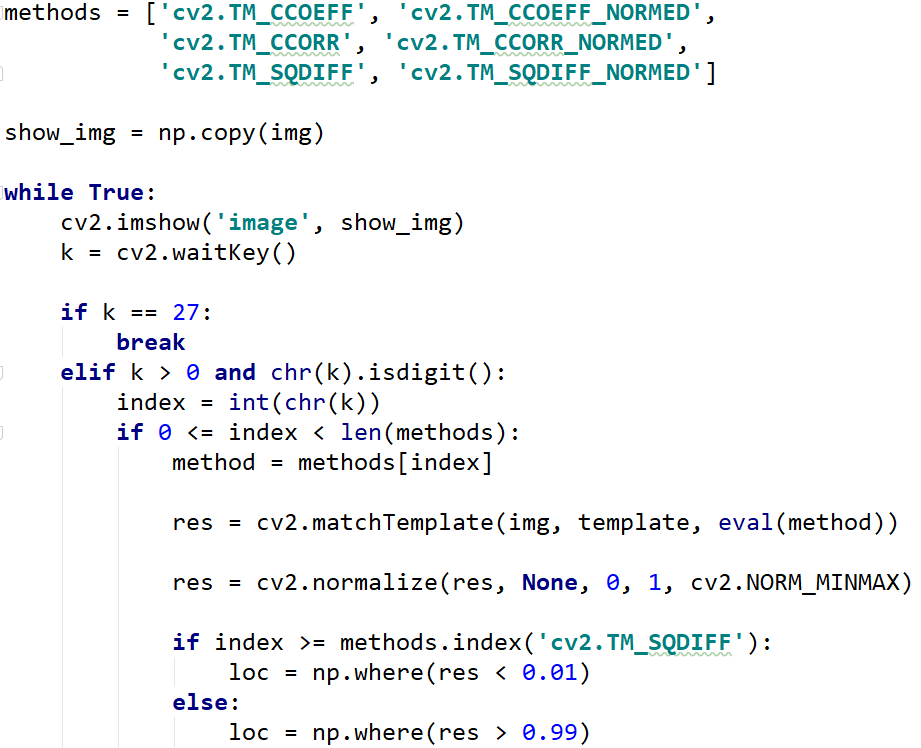 methods = ['cv2.TM_CCOEFF', 'cv2.TM_CCOEFF_NORMED',
           'cv2.TM_CCORR', 'cv2.TM_CCORR_NORMED',
           'cv2.TM_SQDIFF', 'cv2.TM_SQDIFF_NORMED']
show_img = np.copy(img)
while True:
    cv2.imshow('image', show_img)
    k = cv2.waitKey()
    if k == 27:
        break
    elif k > 0 and chr(k).isdigit():
        index = int(chr(k))
        if 0 <= index < len(methods):
            method = methods[index]
            res = cv2.matchTemplate(img, template, eval(method))
            res = cv2.normalize(res, None, 0, 1, cv2.NORM_MINMAX)
            if index >= methods.index('cv2.TM_SQDIFF'):
                loc = np.where(res < 0.01)
            else:
                loc = np.where(res > 0.99)